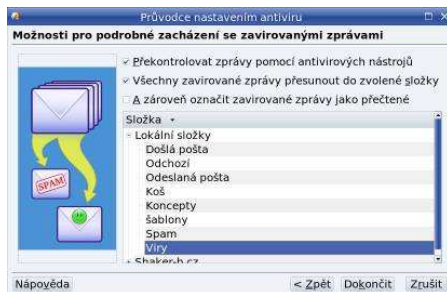 Průvodce nastavením antiviru
Možnosti pro podrobné zacházení se zavirovanými zprávami
Překontrolovat zprávy pomocí antivirových nástrojů
Všechny zavirované zprávy přesunout do zvolené složky
A zároveň označit zavirované zprávy jako přečtené
Složka
Lokální složky
Došlá pošta
Odchozí
Odeslaná pošta
Koš
Koncepty
šablony
Spam
Viry
Shaker-h.cz
SPAM
Nápověda
< Zpět
Dokončit
Zrušit